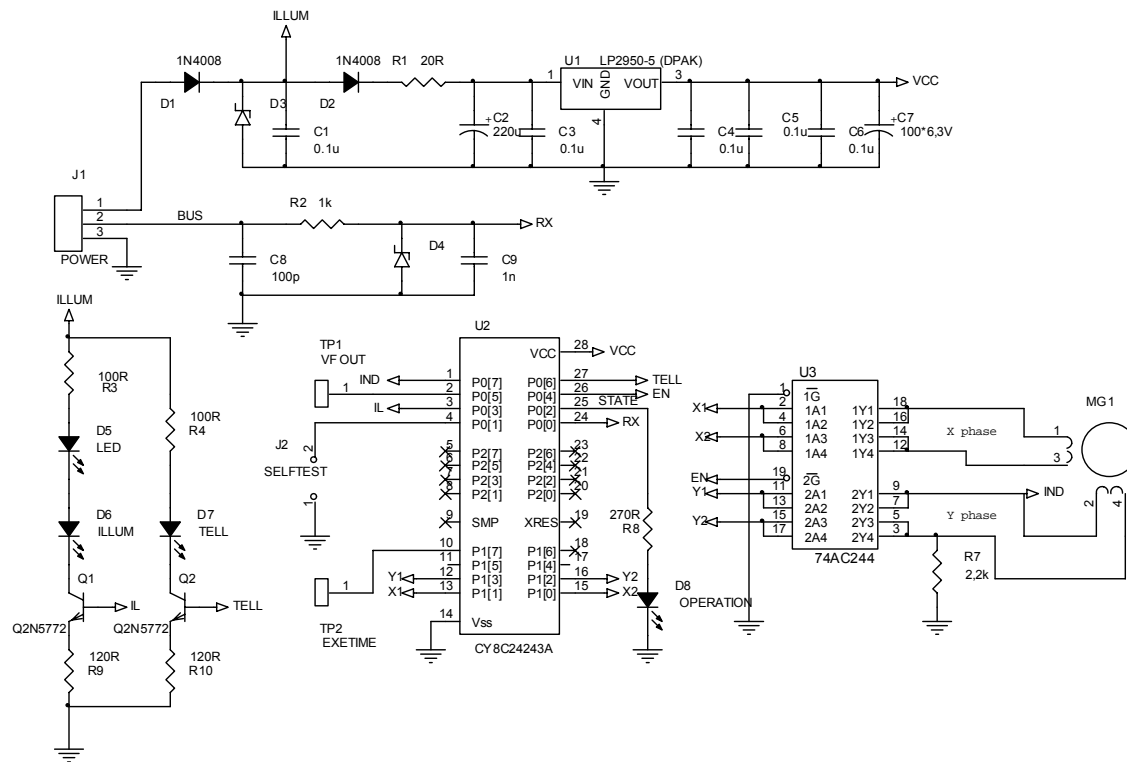 ILLUM
1N4008
D1
D3
1N4008
D2
R1 20R
U1 LP2950-5 (DPAK)
1 VIN
GND
VOUT 3
4
VCC
C1
0.1u
+C2
220u
C3
0.1u
C4
0.1u
C5
0.1u
C6
0.1u
+C7
100*6,3V
J1
1
2
3
POWER
BUS
R2 1k
RX
C8
100p
D4
C9
1n
ILLUM
100R
R3
100R
R4
D5
LED
D6
ILLUM
D7
TELL
Q1
IL
Q2N5772
Q2
TELL
Q2N5772
120R
R9
120R
R10
TP1
VF OUT
1
IND
IL
J2
2
SELFTEST
1
TP2
EXETIME
1
Y1
X1
U2
VCC 28 VCC
1 P0[7] P0[6] 27 TELL
2 P0[5] P0[4] 26 EN
3 P0[3] P0[2] 25 STATE
4 P0[1] P0[0] 24 RX
5 P2[7] P2[6] 23
6 P2[5] P2[4] 22
7 P2[3] P2[2] 21
8 P2[1] P2[0] 20
9 SMP XRES 19
10 P1[7] P1[6] 18
11 P1[5] P1[4] 17
12 P1[3] P1[2] 16 Y2
13 P1[1] P1[0] 15 X2
14 Vss
CY8C24243A
270R
R8
D8
OPERATION
U3
1 1G
X1 2 1A1 1Y1 18
4 1A2 1Y2 16
X2 6 1A3 1Y3 14
8 1A4 1Y4 12
EN 19 2G
Y1 11 2A1 2Y1 9 IND
13 2A2 2Y2 7
Y2 15 2A3 2Y3 5
17 2A4 2Y4 3
74AC244
X phase
Y phase
R7
2,2k
MG1
1
3
2
4